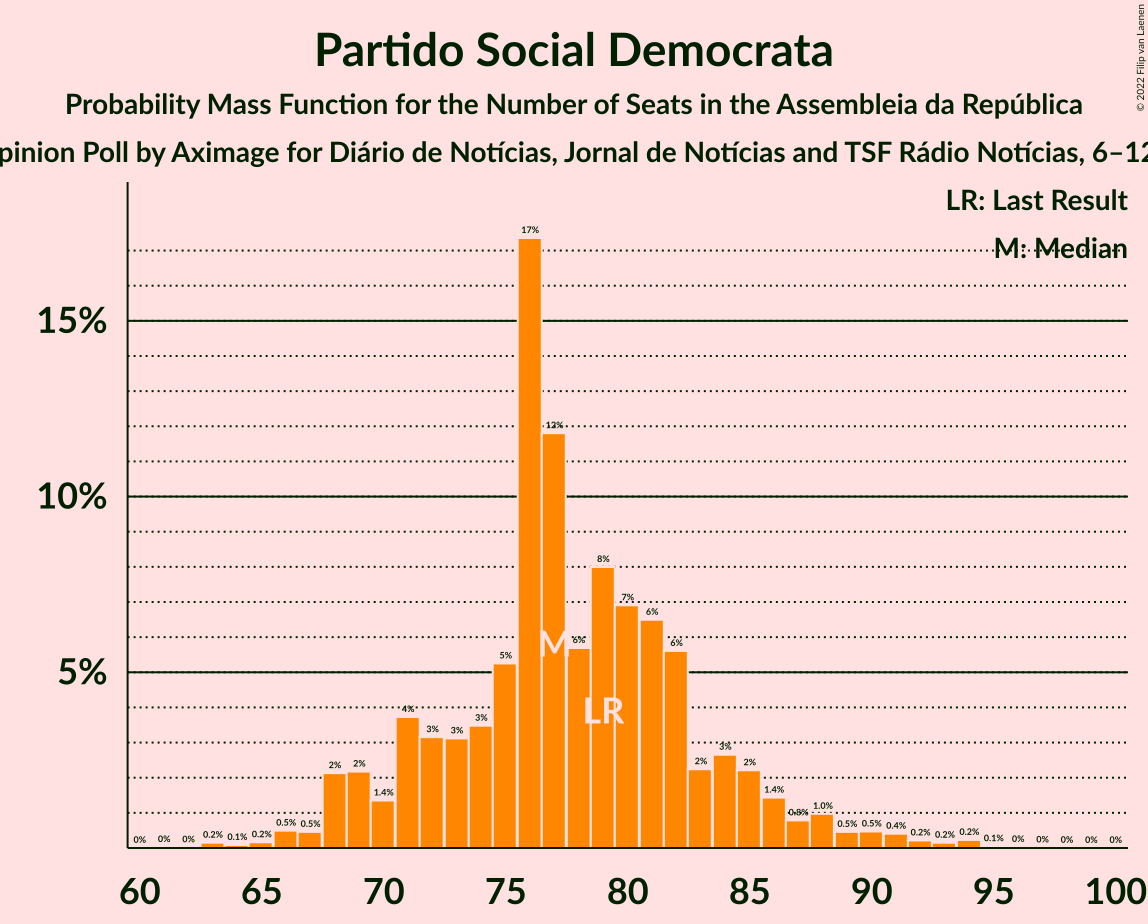 Partido Social Democrata
Probability Mass Function for the Number of Seats in the Assembleia da República
pinion Poll by Aximage for Diário de Notícias, Jornal de Notícias and TSF Rádio Notícias, 6–12
© 2022 Filip van Laenen
LR: Last Result
M: Median
15%
10%
5%
0% 0% 0% 0.2% 0.1% 0.2% 0.5% 0.5% 2% 2% 1.4% 4% 3% 3% 3% 5% 17% 12% 6% 8% 7% 6% 6% 2% 3% 2% 1.4% 0.8% 1.0% 0.5% 0.5% 0.4% 0.2% 0.2% 0.2% 0.1% 0% 0% 0% 0% 0%
M
LR
60 65 70 75 80 85 90 95 100